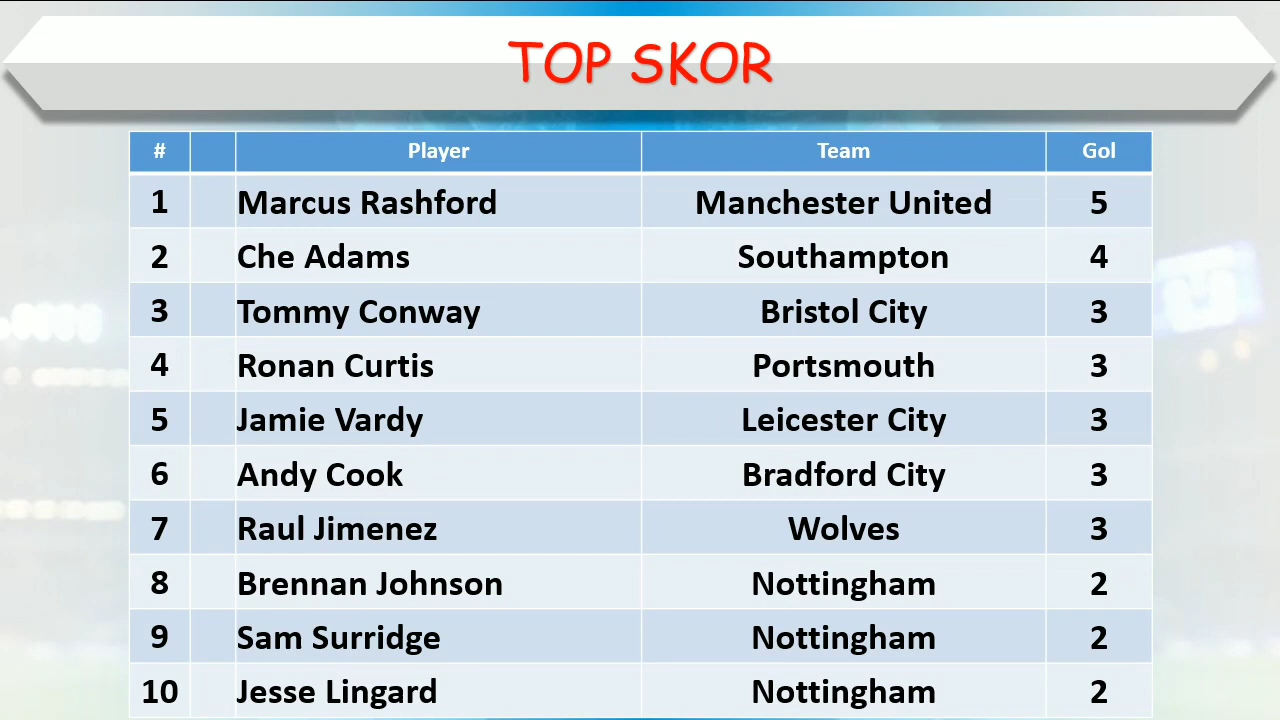 TOP SKOR
# Player Team Gol
1 Marcus Rashford Manchester United 5
2 Che Adams Southampton 4
3 Tommy Conway Bristol City 3
4 Ronan Curtis Portsmouth 3
5 Jamie Vardy Leicester City 3
6 Andy Cook Bradford City 3
7 Raul Jimenez Wolves 3
8 Brennan Johnson Nottingham 2
9 Sam Surridge Nottingham 2
10 Jesse Lingard Nottingham 2